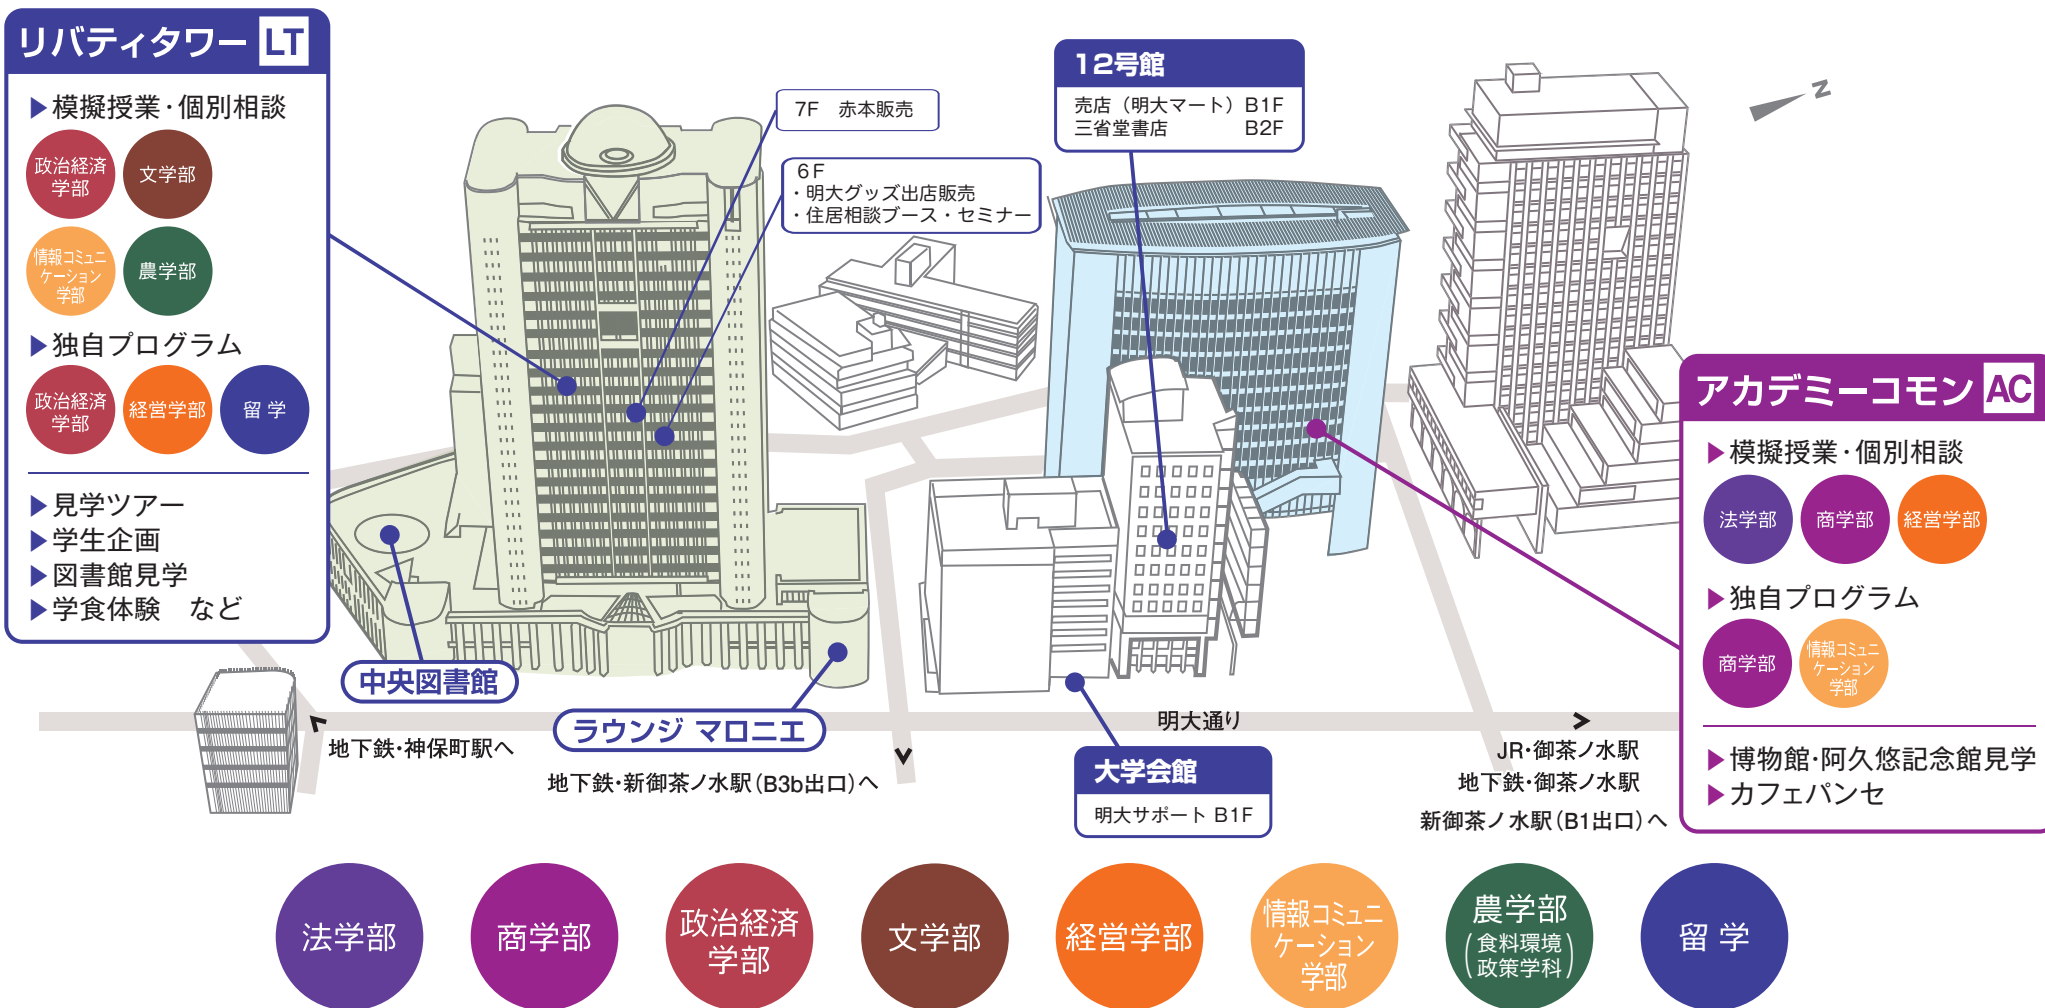 リバティタワー LT
▶模擬授業・個別相談
政治経済
学部
文学部
情報コミュニ
ケーション
学部
農学部
▶独自プログラム
政治経済
学部
経営学部
留 学
▶見学ツアー
▶学生企画
▶図書館見学
▶学食体験 など
7F 赤本販売
6F
・明大グッズ出店販売
・住居相談ブース・セミナー
12号館
売店（明大マート） B1F
三省堂書店 B2F
N
アカデミーコモン AC
▶模擬授業・個別相談
法学部
商学部
経営学部
▶独自プログラム
商学部
情報コミュニ
ケーション
学部
▶博物館・阿久悠記念館見学
▶カフェパンセ
中央図書館
ラウンジ マロニエ
地下鉄・神保町駅へ
地下鉄・新御茶ノ水駅（B3b出口）へ
明大通り
大学会館
明大サポート B1F
JR・御茶ノ水駅
地下鉄・御茶ノ水駅
新御茶ノ水駅（B1出口）へ
法学部
商学部
政治経済
学部
文学部
経営学部
情報コミュニ
ケーション
学部
農学部
（食料環境
政策学科）
留 学